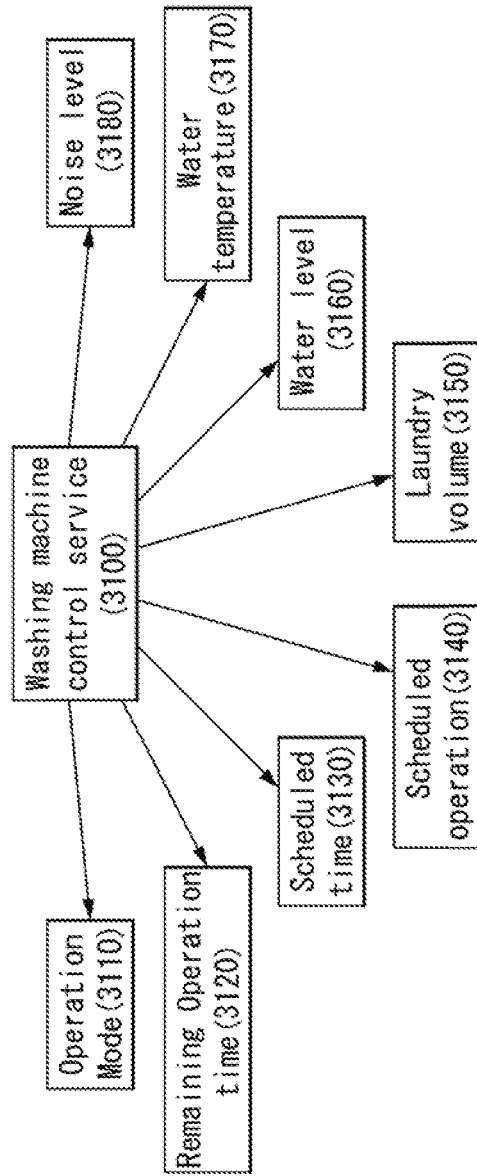 Washing machine
control service
(3100)
Operation
Mode(3110)
Remaining Operation
time(3120)
Scheduled
time(3130)
Scheduled
operation(3140)
Laundry
volume(3150)
Water level
(3160)
Water
temperature(3170)
Noise level
(3180)